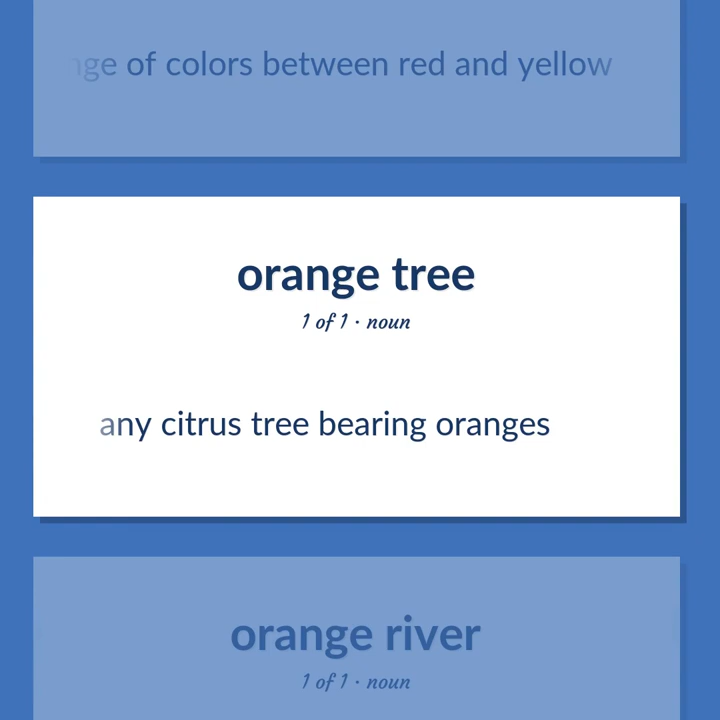 of colors between red and yellow
orange tree
1 of 1 · noun
any citrus tree bearing oranges
orange river
1 of 1 · noun